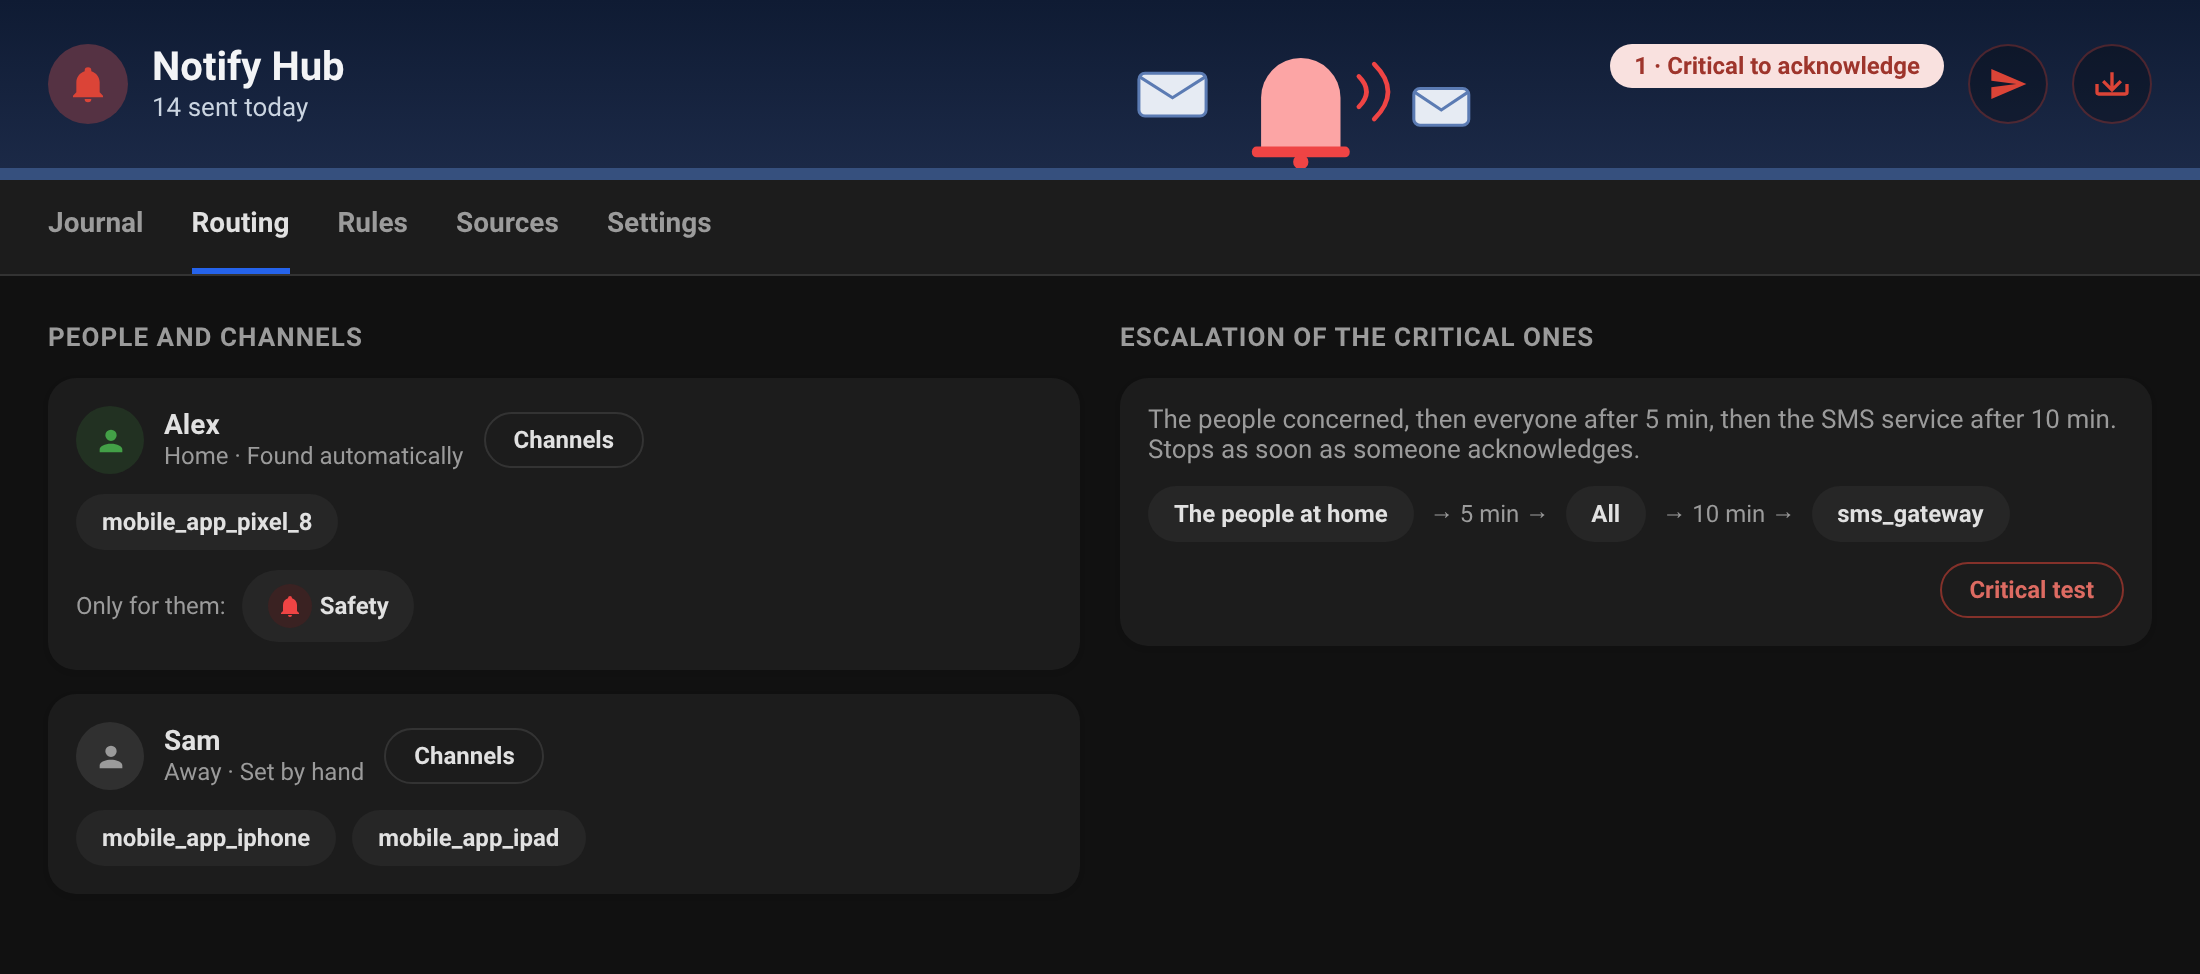 Notify Hub
14 sent today
1 · Critical to acknowledge
Journal
Routing
Rules
Sources
Settings
PEOPLE AND CHANNELS
Alex
Home · Found automatically
Channels
mobile_app_pixel_8
Only for them:
Safety
Sam
Away · Set by hand
Channels
mobile_app_iphone
mobile_app_ipad
ESCALATION OF THE CRITICAL ONES
The people concerned, then everyone after 5 min, then the SMS service after 10 min.
Stops as soon as someone acknowledges.
The people at home → 5 min → All → 10 min → sms_gateway
Critical test